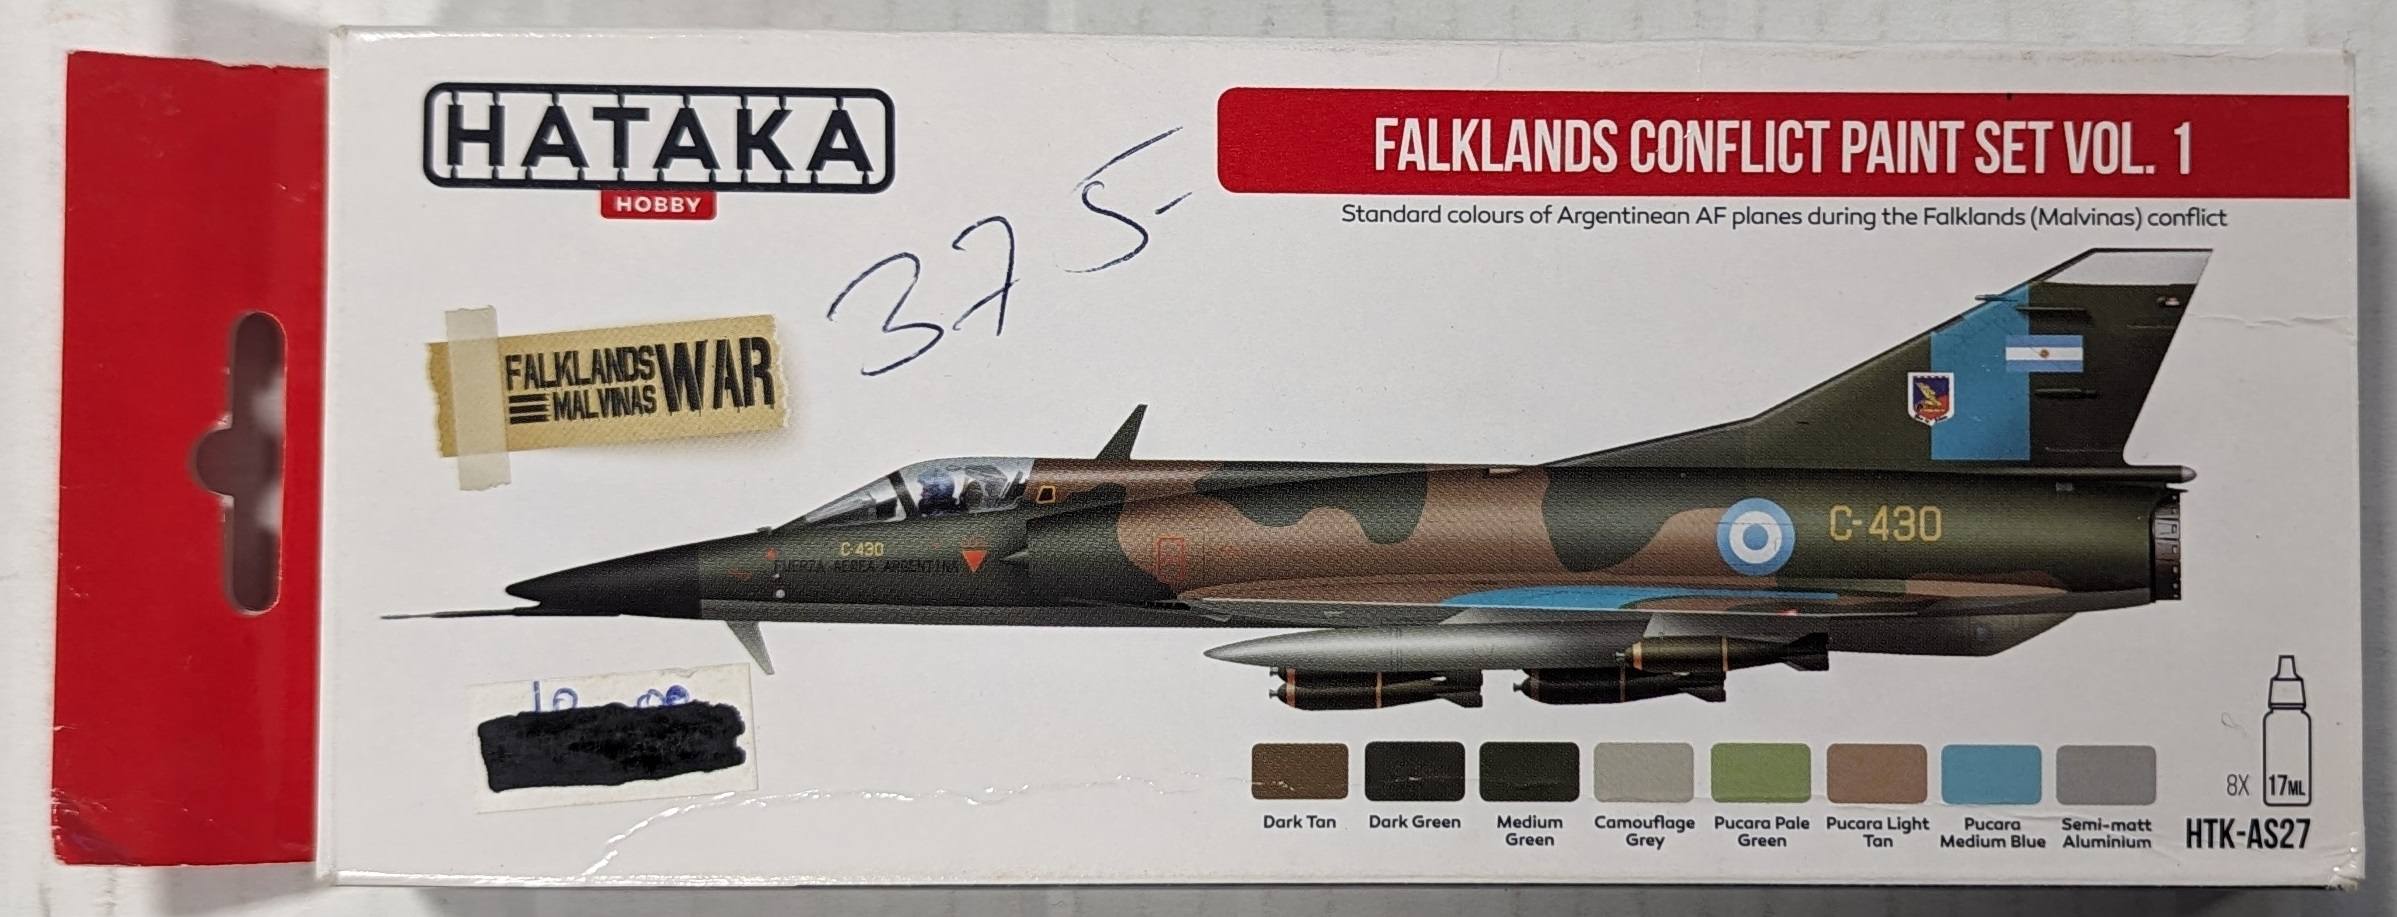 HATAKA
HOBBY
FALKLANDS CONFLICT PAINT SET VOL. 1
Standard colours of Argentinean AF planes during the Falklands (Malvinas) conflict
375-
FALKLANDS
MALVINAS
WAR
C-430
C-430
FUERZA AEREA ARGENTINA
10 00
Dark Tan
Dark Green
Medium
Green
Camouflage
Grey
Pucara Pale
Green
Pucara Light
Tan
Pucara
Medium Blue
Semi-matt
Aluminium
8X
17ML
HTK-AS27